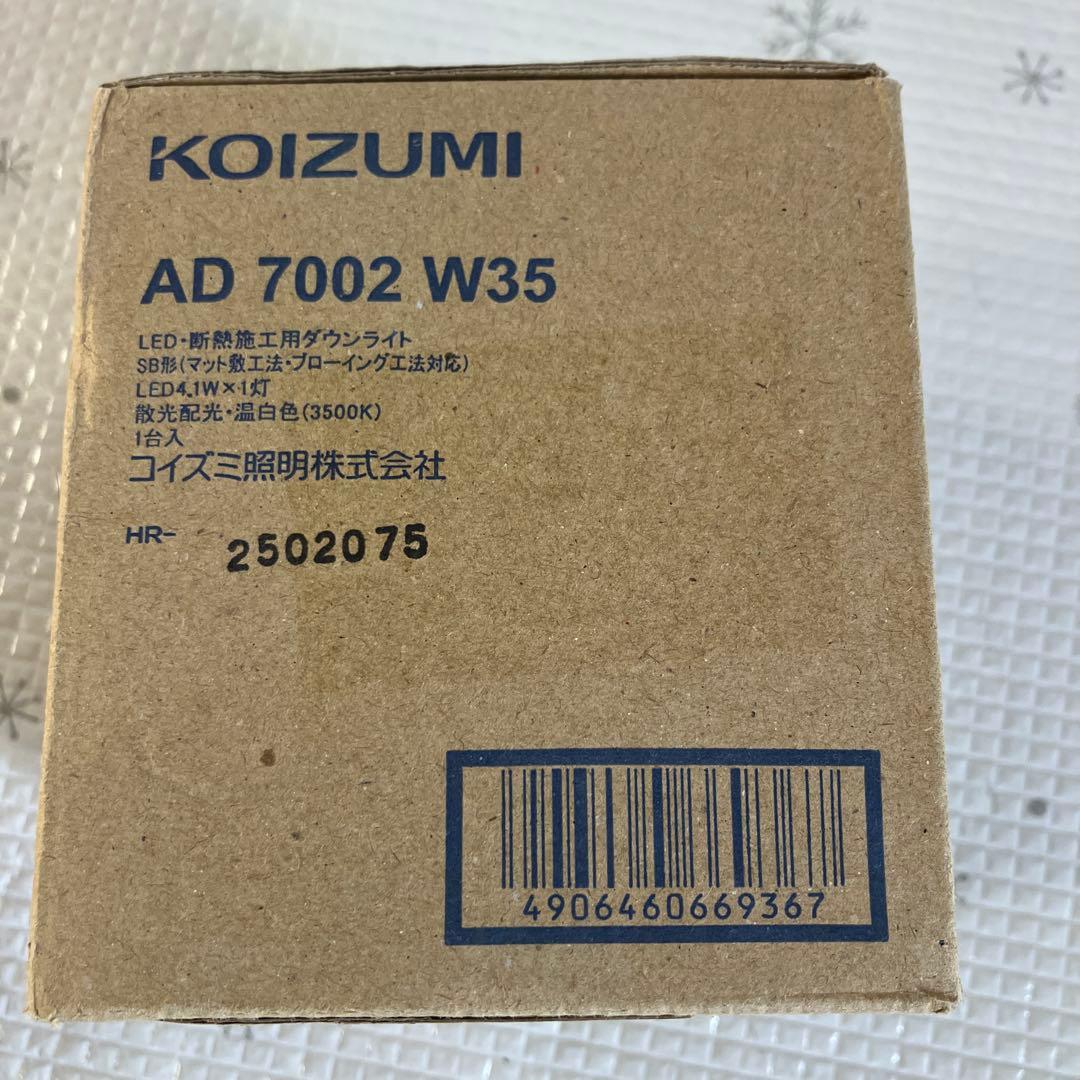 KOIZUMI
AD 7002 W35
LED・断熱施工用ダウンライト
SB形(マット敷工法・ブローイング工法対応)
LED4.1W×1灯
散光配光・温白色(3500K)
1台入
コイズミ照明株式会社
HR- 2502075
4906460669367